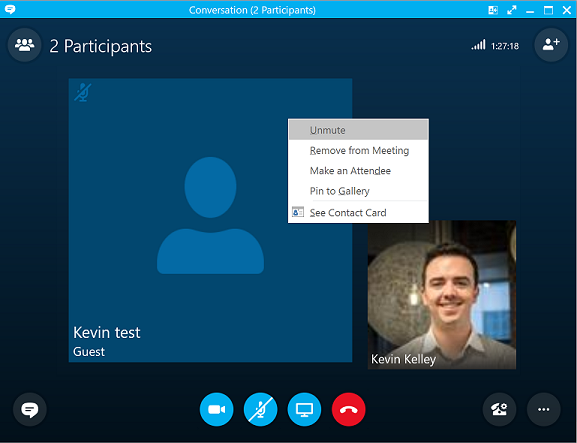 Conversation (2 Participants)
2 Participants
1:27:18
Unmute
Remove from Meeting
Make an Attendee
Pin to Gallery
See Contact Card
Kevin test
Guest
Kevin Kelley